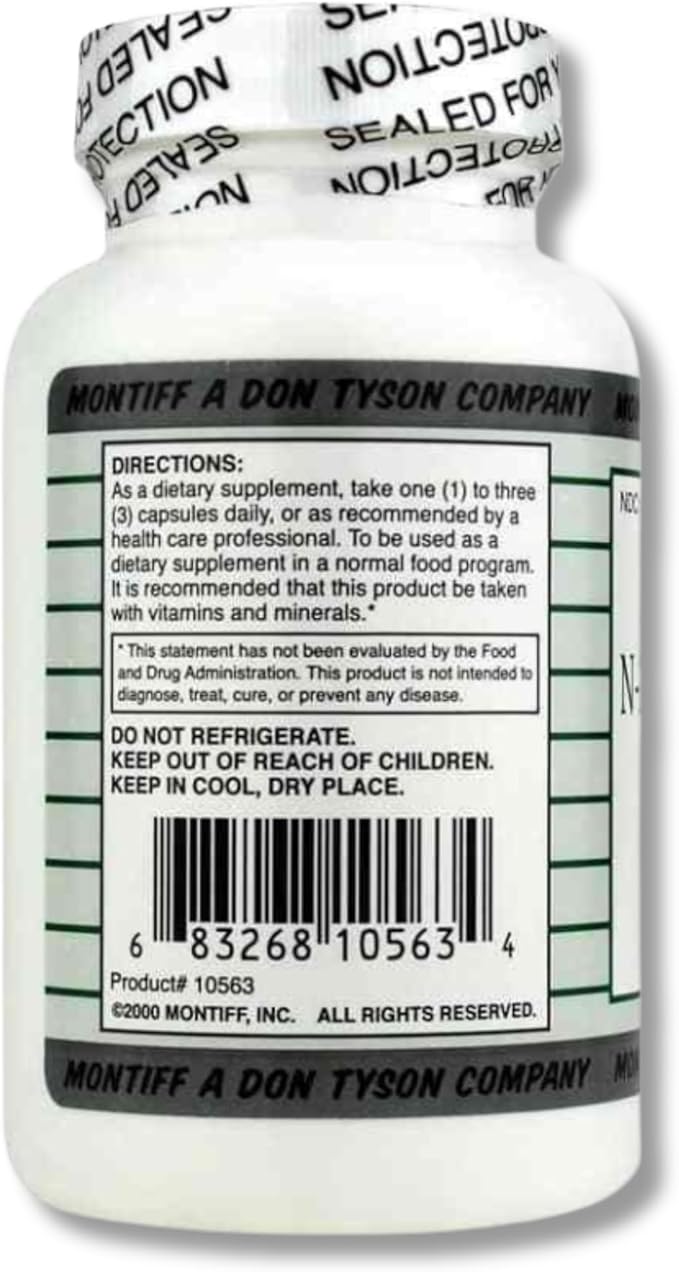 SEALED FOR
PROTECTION
SEALED FOR
PROTECTION
MONTIFF A DON TYSON COMPANY
DIRECTIONS:
As a dietary supplement, take one (1) to three
(3) capsules daily, or as recommended by a
health care professional. To be used as a
dietary supplement in a normal food program.
It is recommended that this product be taken
with vitamins and minerals.*
* This statement has not been evaluated by the Food
and Drug Administration. This product is not intended to
diagnose, treat, cure, or prevent any disease.
DO NOT REFRIGERATE.
KEEP OUT OF REACH OF CHILDREN.
KEEP IN COOL, DRY PLACE.
6 83268 10563 4
Product# 10563
©2000 MONTIFF, INC. ALL RIGHTS RESERVED.
MONTIFF A DON TYSON COMPANY
NDC
N-